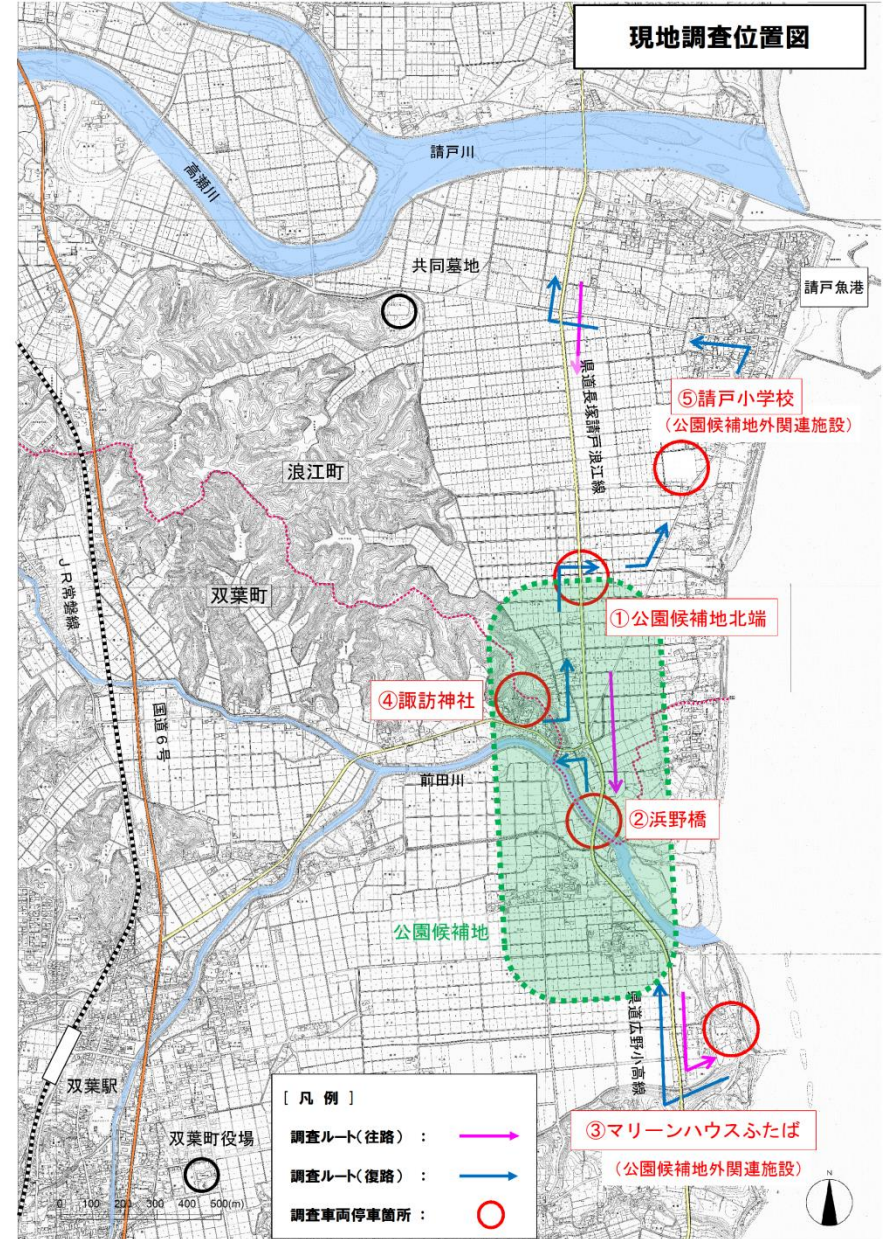 現地調査位置図
請戸川
高瀬川
共同墓地
請戸魚港
県道長塚請戸浪江線
⑤請戸小学校
(公園候補地外関連施設)
浪江町
双葉町
JR常磐線
国道6号
①公園候補地北端
④諏訪神社
前田川
②浜野橋
公園候補地
県道広野小高線
双葉駅
双葉町役場
0 100 200 300 400 500(m)
[ 凡 例 ]
調査ルート(往路) :
調査ルート(復路) :
調査車両停車箇所 :
③マリーンハウスふたば
(公園候補地外関連施設)
N